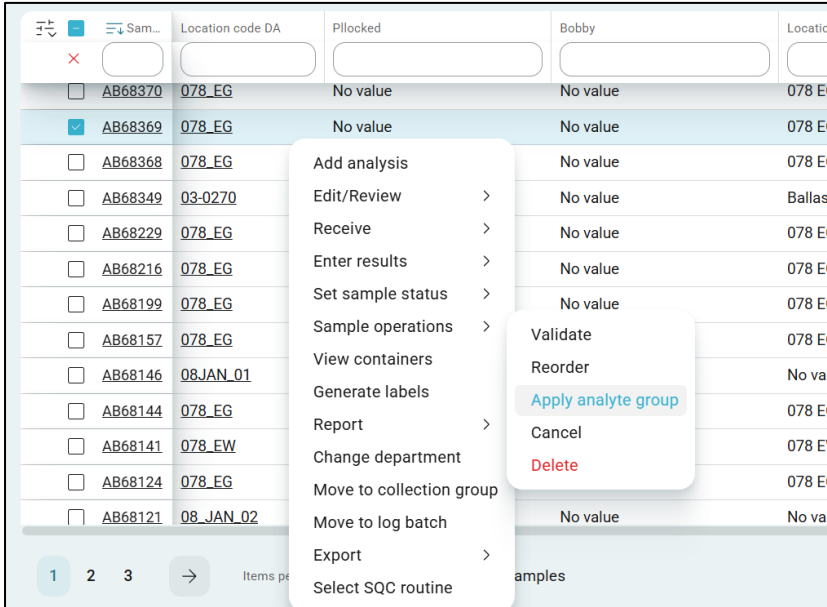 Sam... Location code DA Pllocked Bobby Locatio
AB68370 078_EG No value No value 078 E
AB68369 078_EG No value No value 078 E
AB68368 078_EG No value 078 E
AB68349 03-0270 No value Ballas
AB68229 078_EG No value 078 E
AB68216 078_EG No value 078 E
AB68199 078_EG No value 078 E
AB68157 078_EG 078 E
AB68146 08JAN_01 No va
AB68144 078_EG 078 E
AB68141 078_EW 078 E
AB68124 078_EG 078 E
AB68121 08_JAN_02 No value No va
Add analysis
Edit/Review
Receive
Enter results
Set sample status
Sample operations
View containers
Generate labels
Report
Change department
Move to collection group
Move to log batch
Export
Select SQC routine
Validate
Reorder
Apply analyte group
Cancel
Delete
1 2 3 Items pe amples